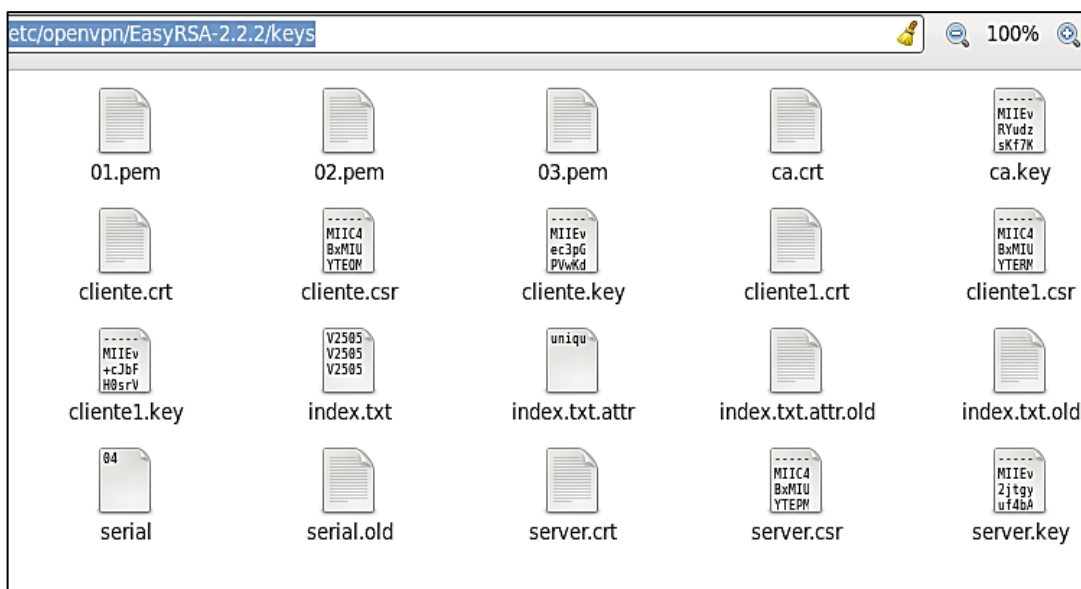 etc/openvpn/EasyRSA-2.2.2/keys 100%
MIIEv
RYudz
sKf7K
01.pem 02.pem 03.pem ca.crt ca.key
MIIC4 MIIEv MIIC4
BxMIU ec3pG BxMIU
YTEQM PVwKd YTERM
cliente.crt cliente.csr cliente.key cliente1.crt cliente1.csr
MIIEv V2505 uniqu
+cJbF V2505
H0srV V2505
cliente1.key index.txt index.txt.attr index.txt.attr.old index.txt.old
04 MIIC4 MIIEv
BxMIU 2jtgy
YTEPM uf4bA
serial serial.old server.crt server.csr server.key